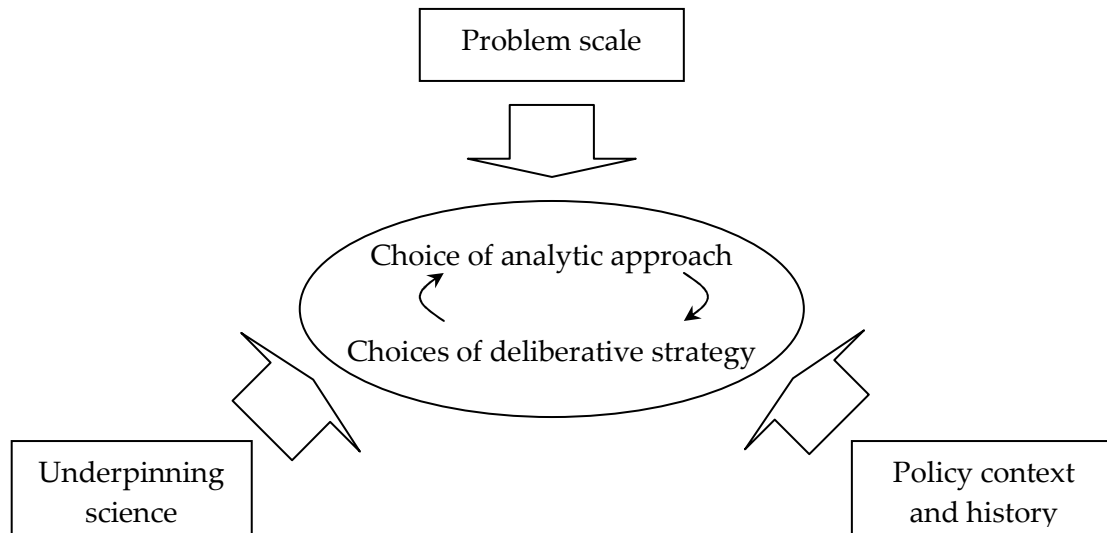 Problem scale
Choice of analytic approach
Choices of deliberative strategy
Underpinning
science
Policy context
and history